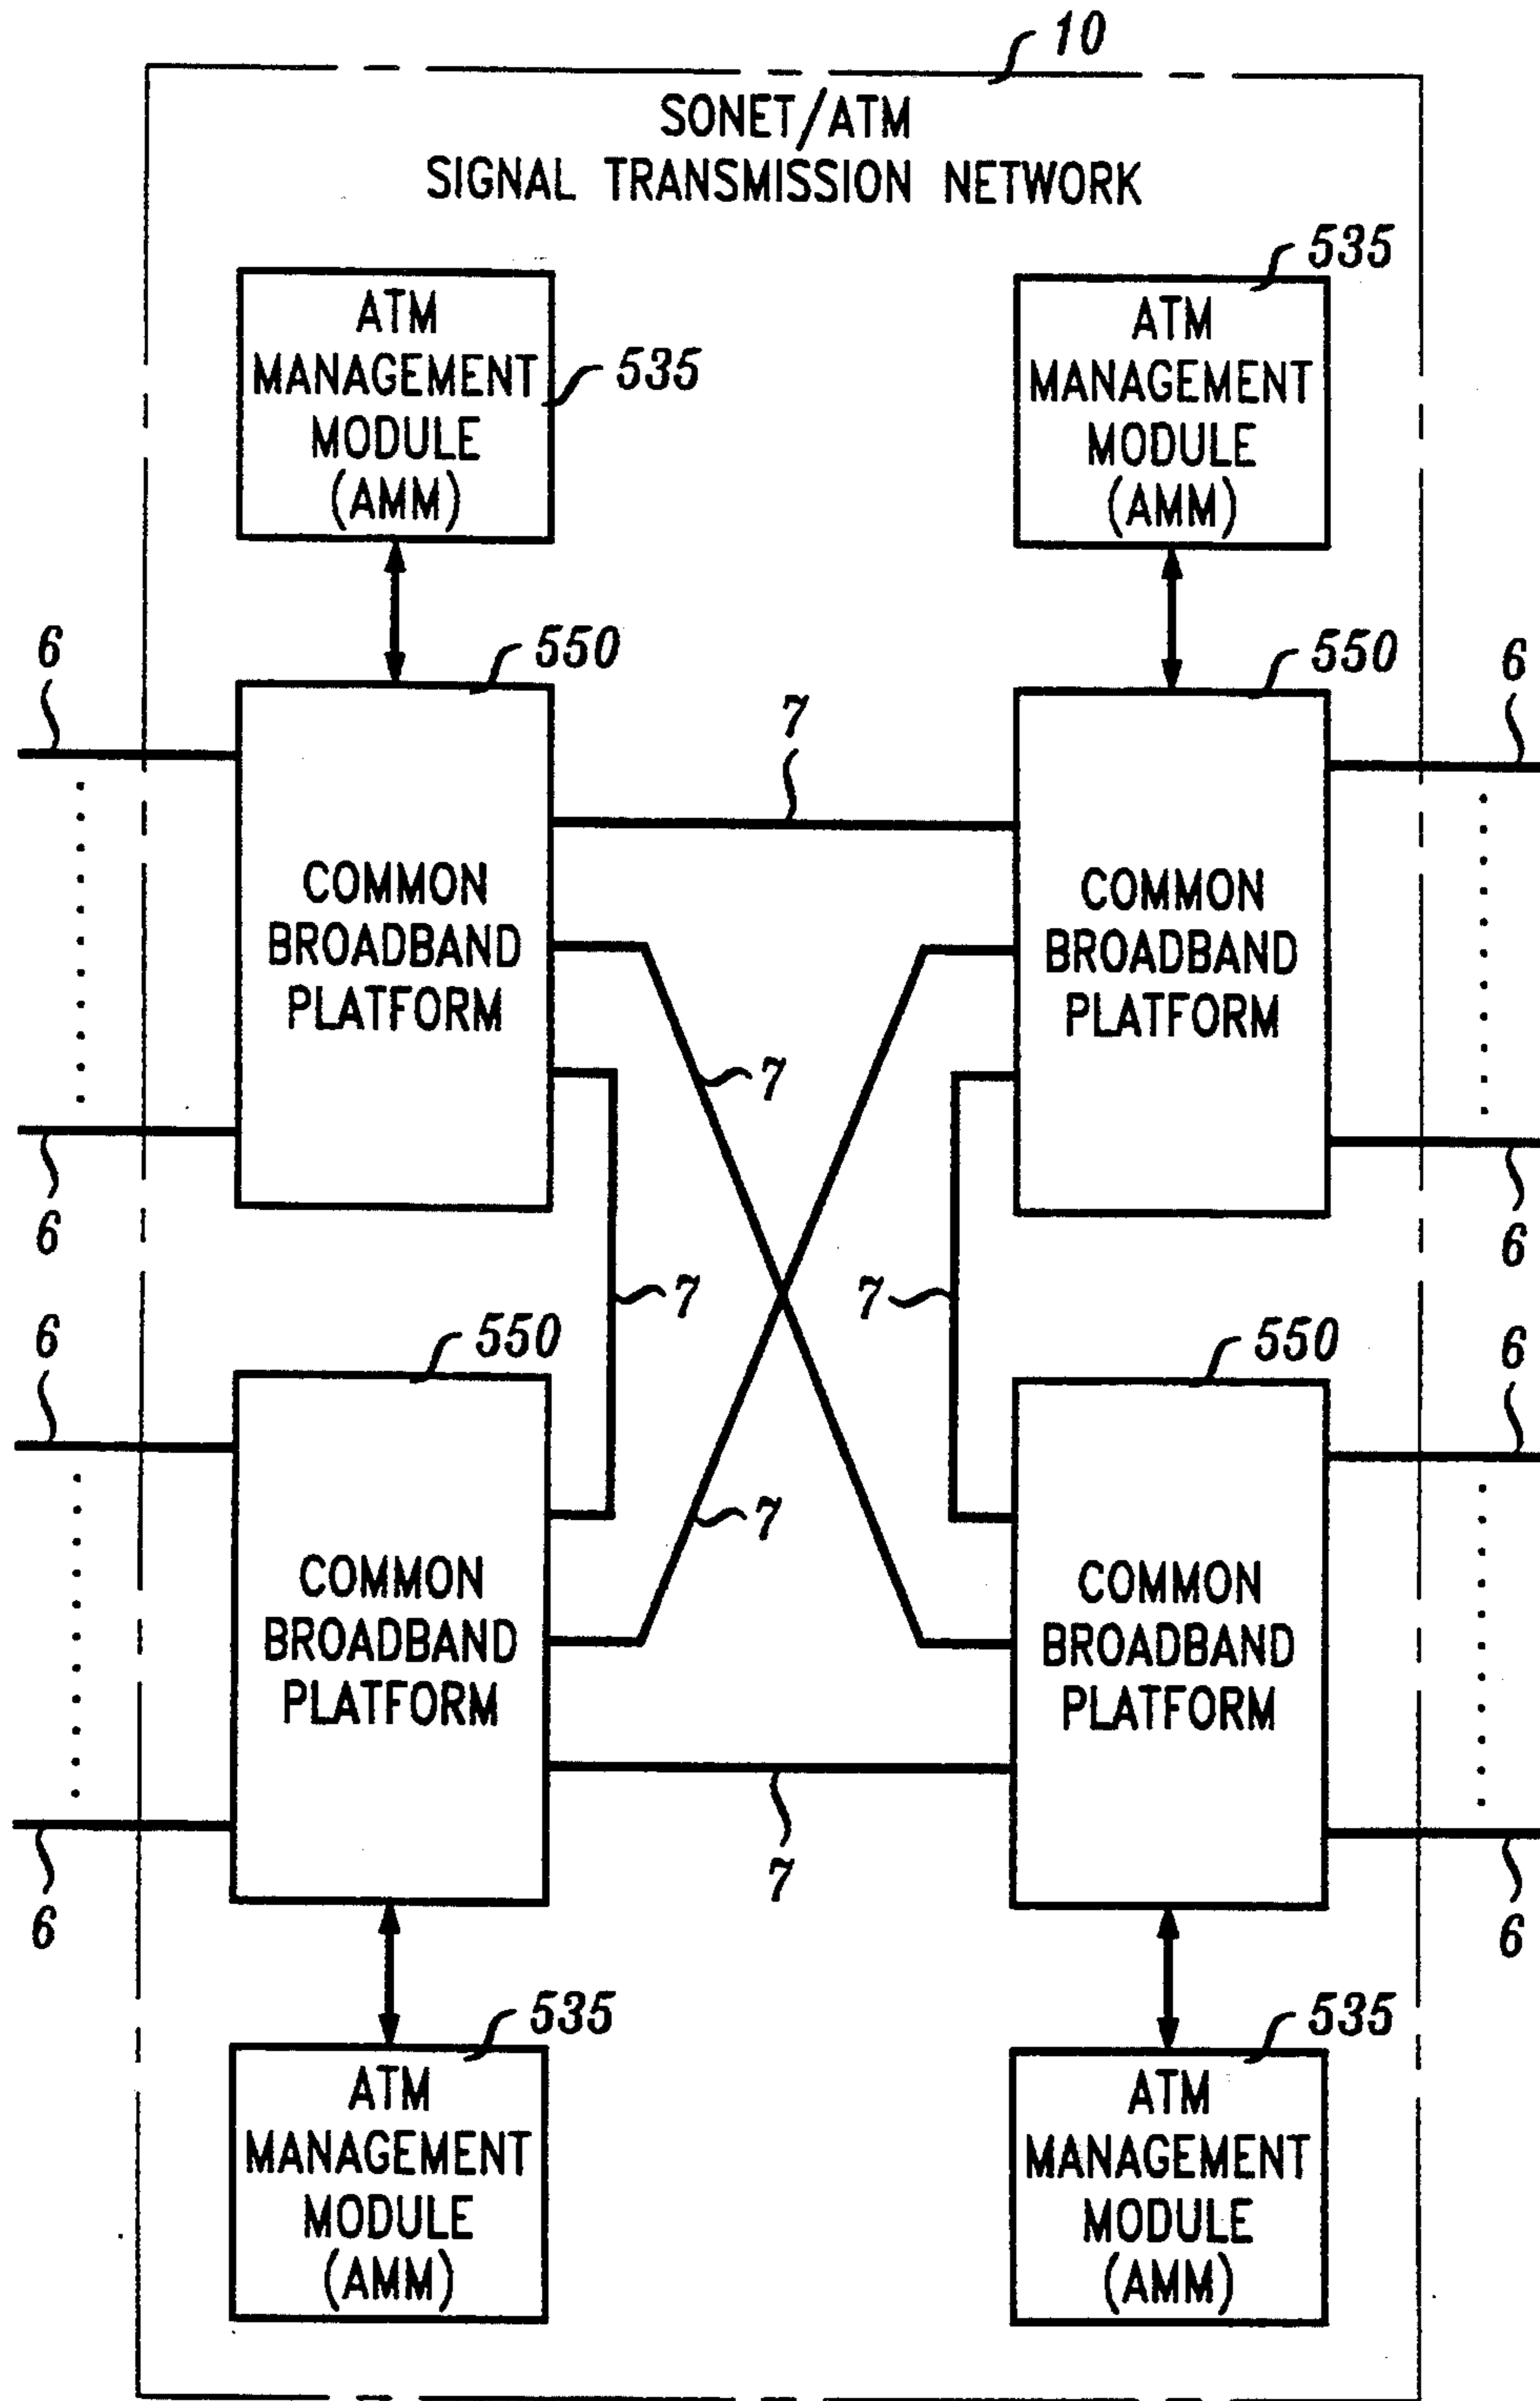 10
SONET/ATM
SIGNAL TRANSMISSION NETWORK
ATM
MANAGEMENT
MODULE
(AMM)
535
ATM
MANAGEMENT
MODULE
(AMM)
535
6
550
7
550
6
COMMON
BROADBAND
PLATFORM
COMMON
BROADBAND
PLATFORM
7
6
6
7
7
6
550
550
6
7
COMMON
BROADBAND
PLATFORM
COMMON
BROADBAND
PLATFORM
7
6
6
535
ATM
MANAGEMENT
MODULE
(AMM)
535
ATM
MANAGEMENT
MODULE
(AMM)